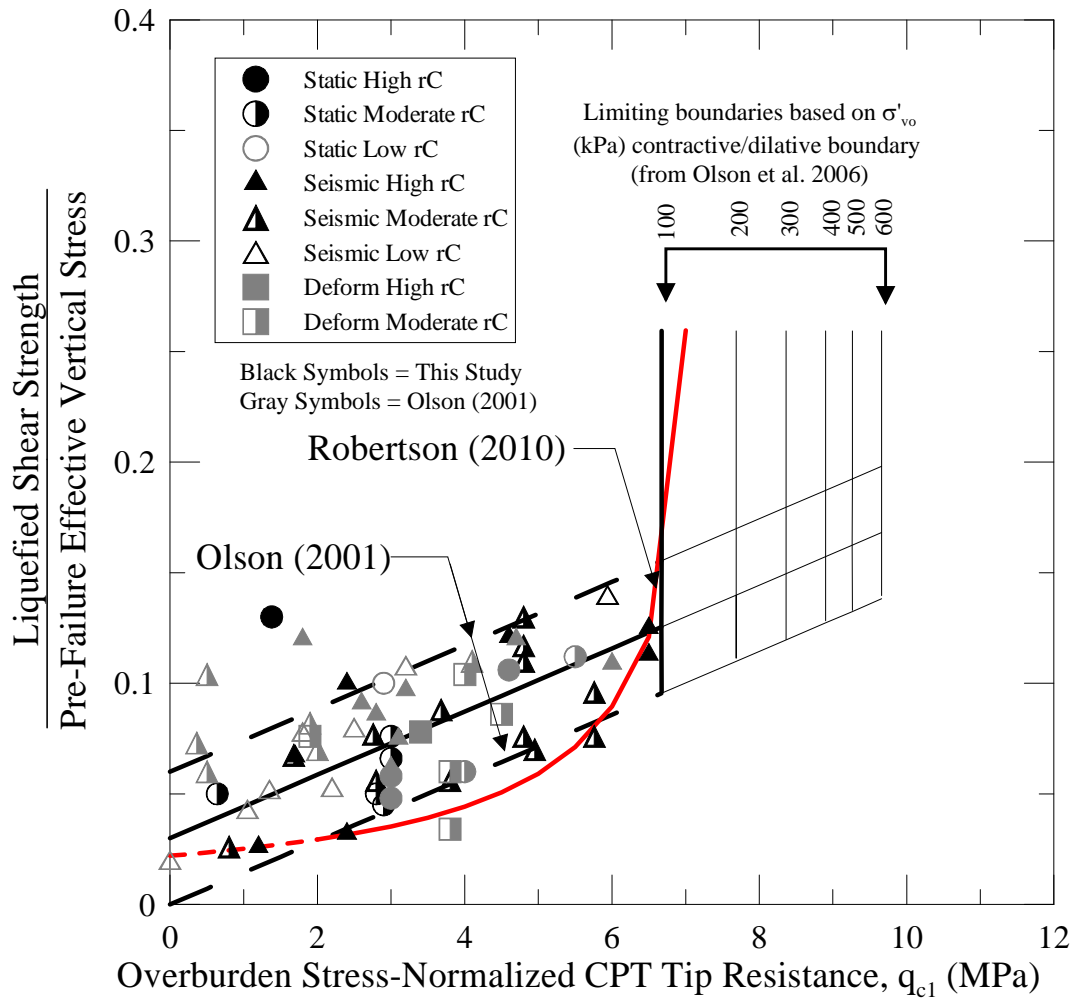 0.4
0.3
0.2
0.1
0
Liquefied Shear Strength
Pre-Failure Effective Vertical Stress
Static High rC
Static Moderate rC
Static Low rC
Seismic High rC
Seismic Moderate rC
Seismic Low rC
Deform High rC
Deform Moderate rC
Black Symbols = This Study
Gray Symbols = Olson (2001)
Limiting boundaries based on σ'vo
(kPa) contractive/dilative boundary
(from Olson et al. 2006)
100
200
300
400
500
600
Robertson (2010)
Olson (2001)
0
2
4
6
8
10
12
Overburden Stress-Normalized CPT Tip Resistance, qc1 (MPa)